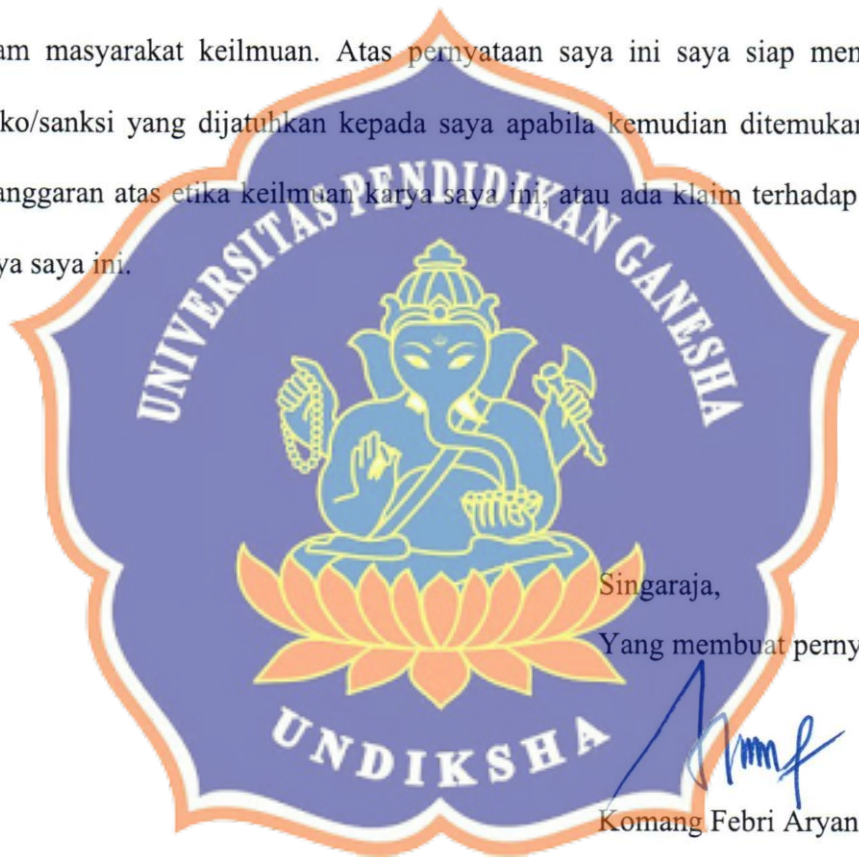 am masyarakat keilmuan. Atas pernyataan saya ini saya siap men
ko/sanksi yang dijatuhkan kepada saya apabila kemudian ditemukan
anggaran atas etika keilmuan karya saya ini, atau ada klaim terhadap
ya saya ini.
UNIVERSITAS PENDIDIKAN GANESHA
UNDIKSHA
Singaraja,
Yang membuat perny
Komang Febri Aryan